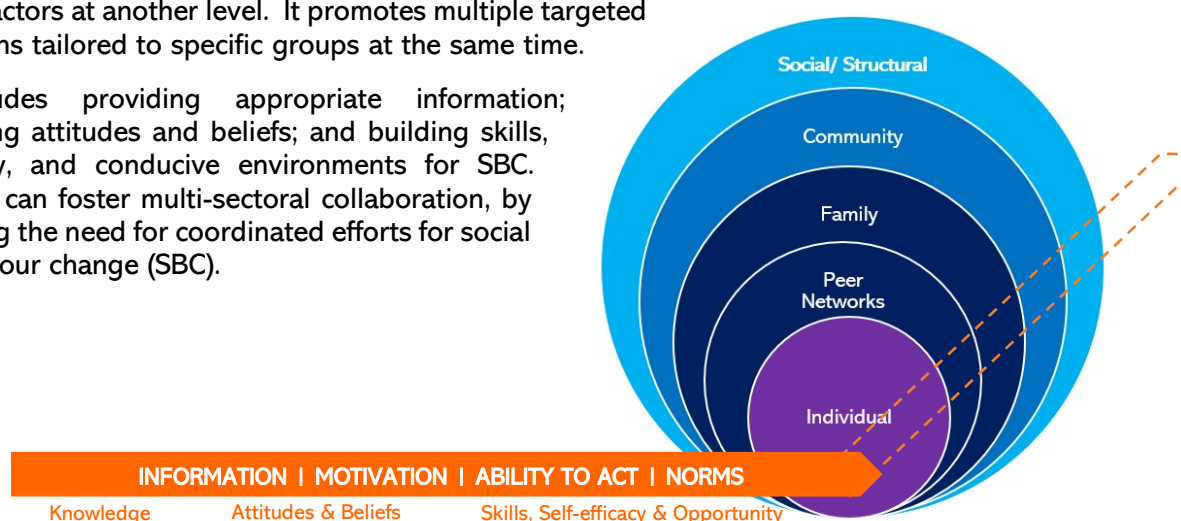 actors at another level. It promotes multiple targeted
ns tailored to specific groups at the same time.
udes providing appropriate information;
ng attitudes and beliefs; and building skills,
y, and conducive environments for SBC.
can foster multi-sectoral collaboration, by
g the need for coordinated efforts for social
our change (SBC).
Social/ Structural
Community
Family
Peer
Networks
Individual
INFORMATION | MOTIVATION | ABILITY TO ACT | NORMS
Knowledge Attitudes & Beliefs Skills, Self-efficacy & Opportunity